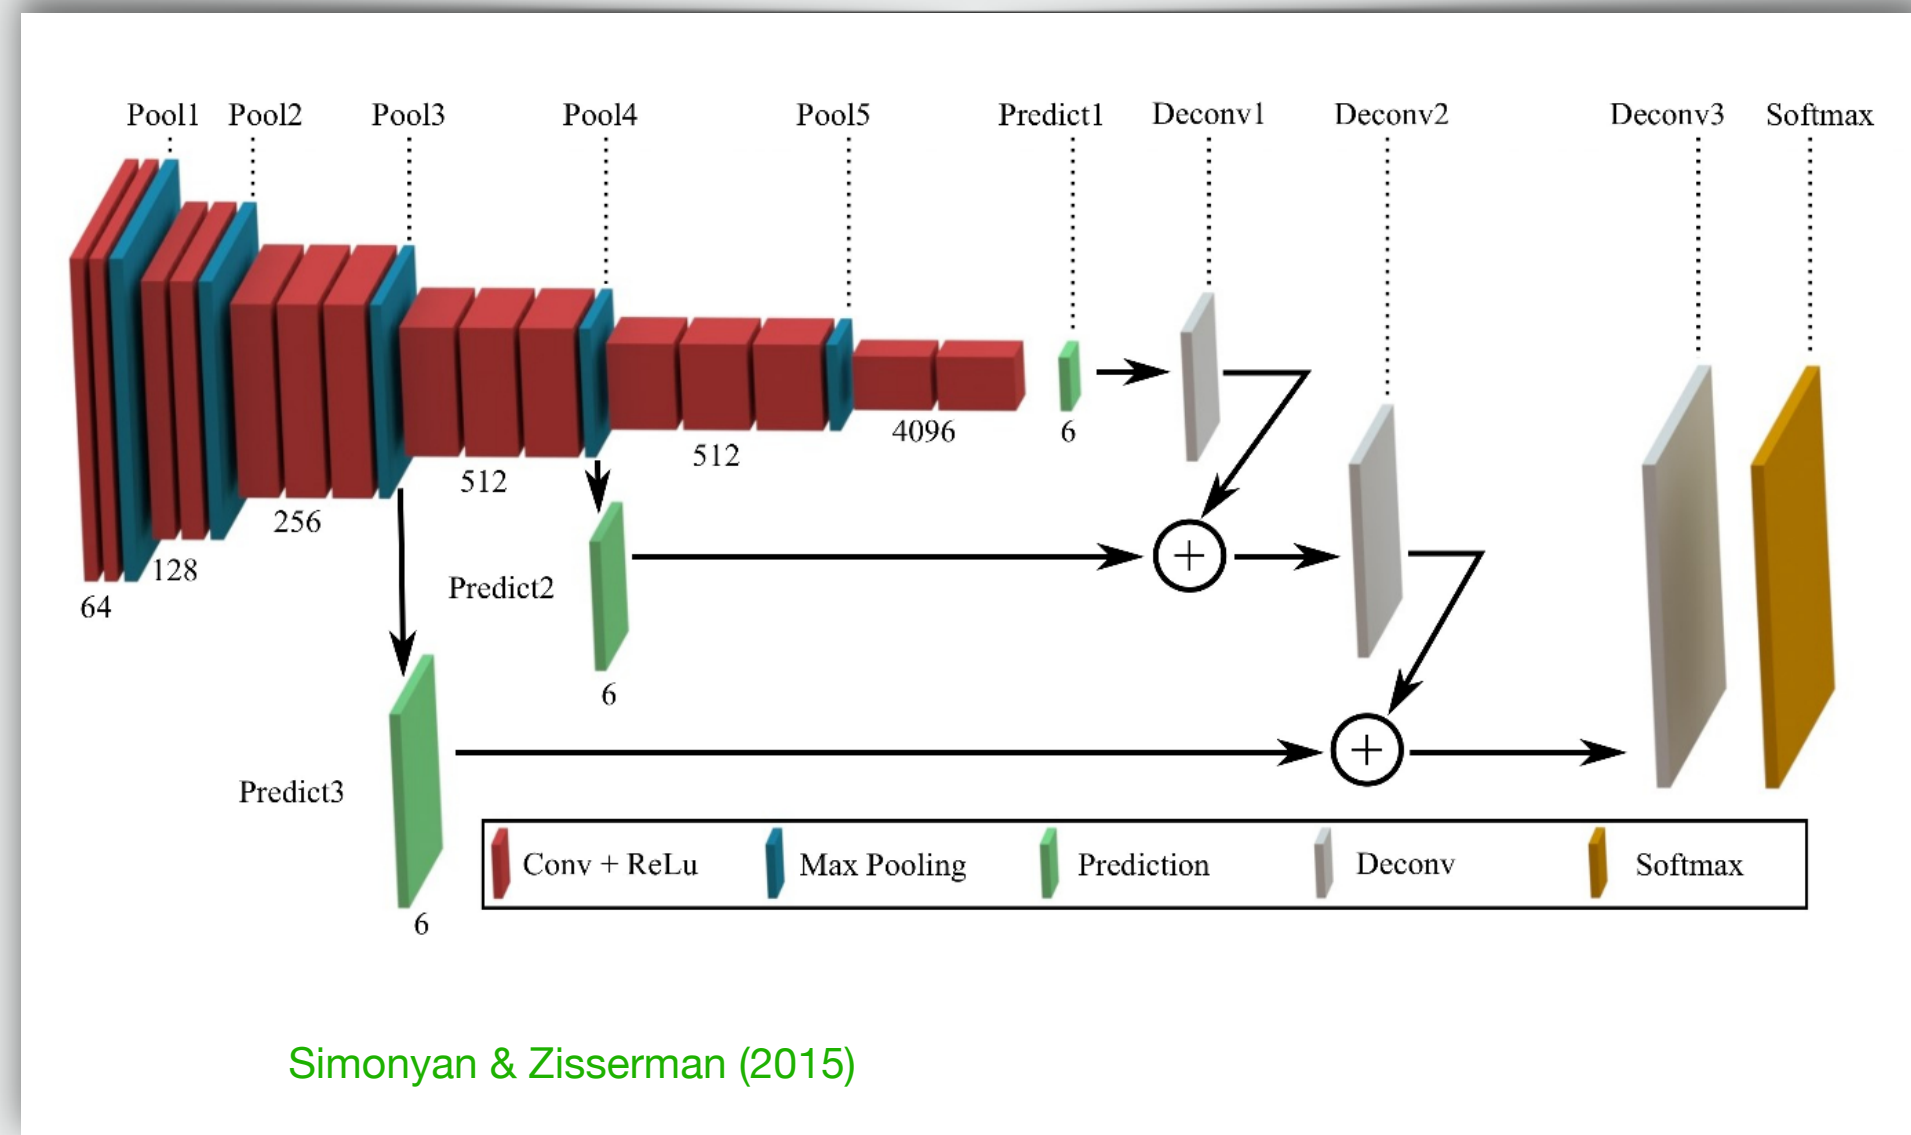 Pool1 Pool2 Pool3 Pool4 Pool5 Predict1 Deconv1 Deconv2 Deconv3 Softmax
4096
6
512
512
256
128
64
Predict2
6
Predict3
6
+
+
Conv + ReLu Max Pooling Prediction Deconv Softmax
Simonyan & Zisserman (2015)